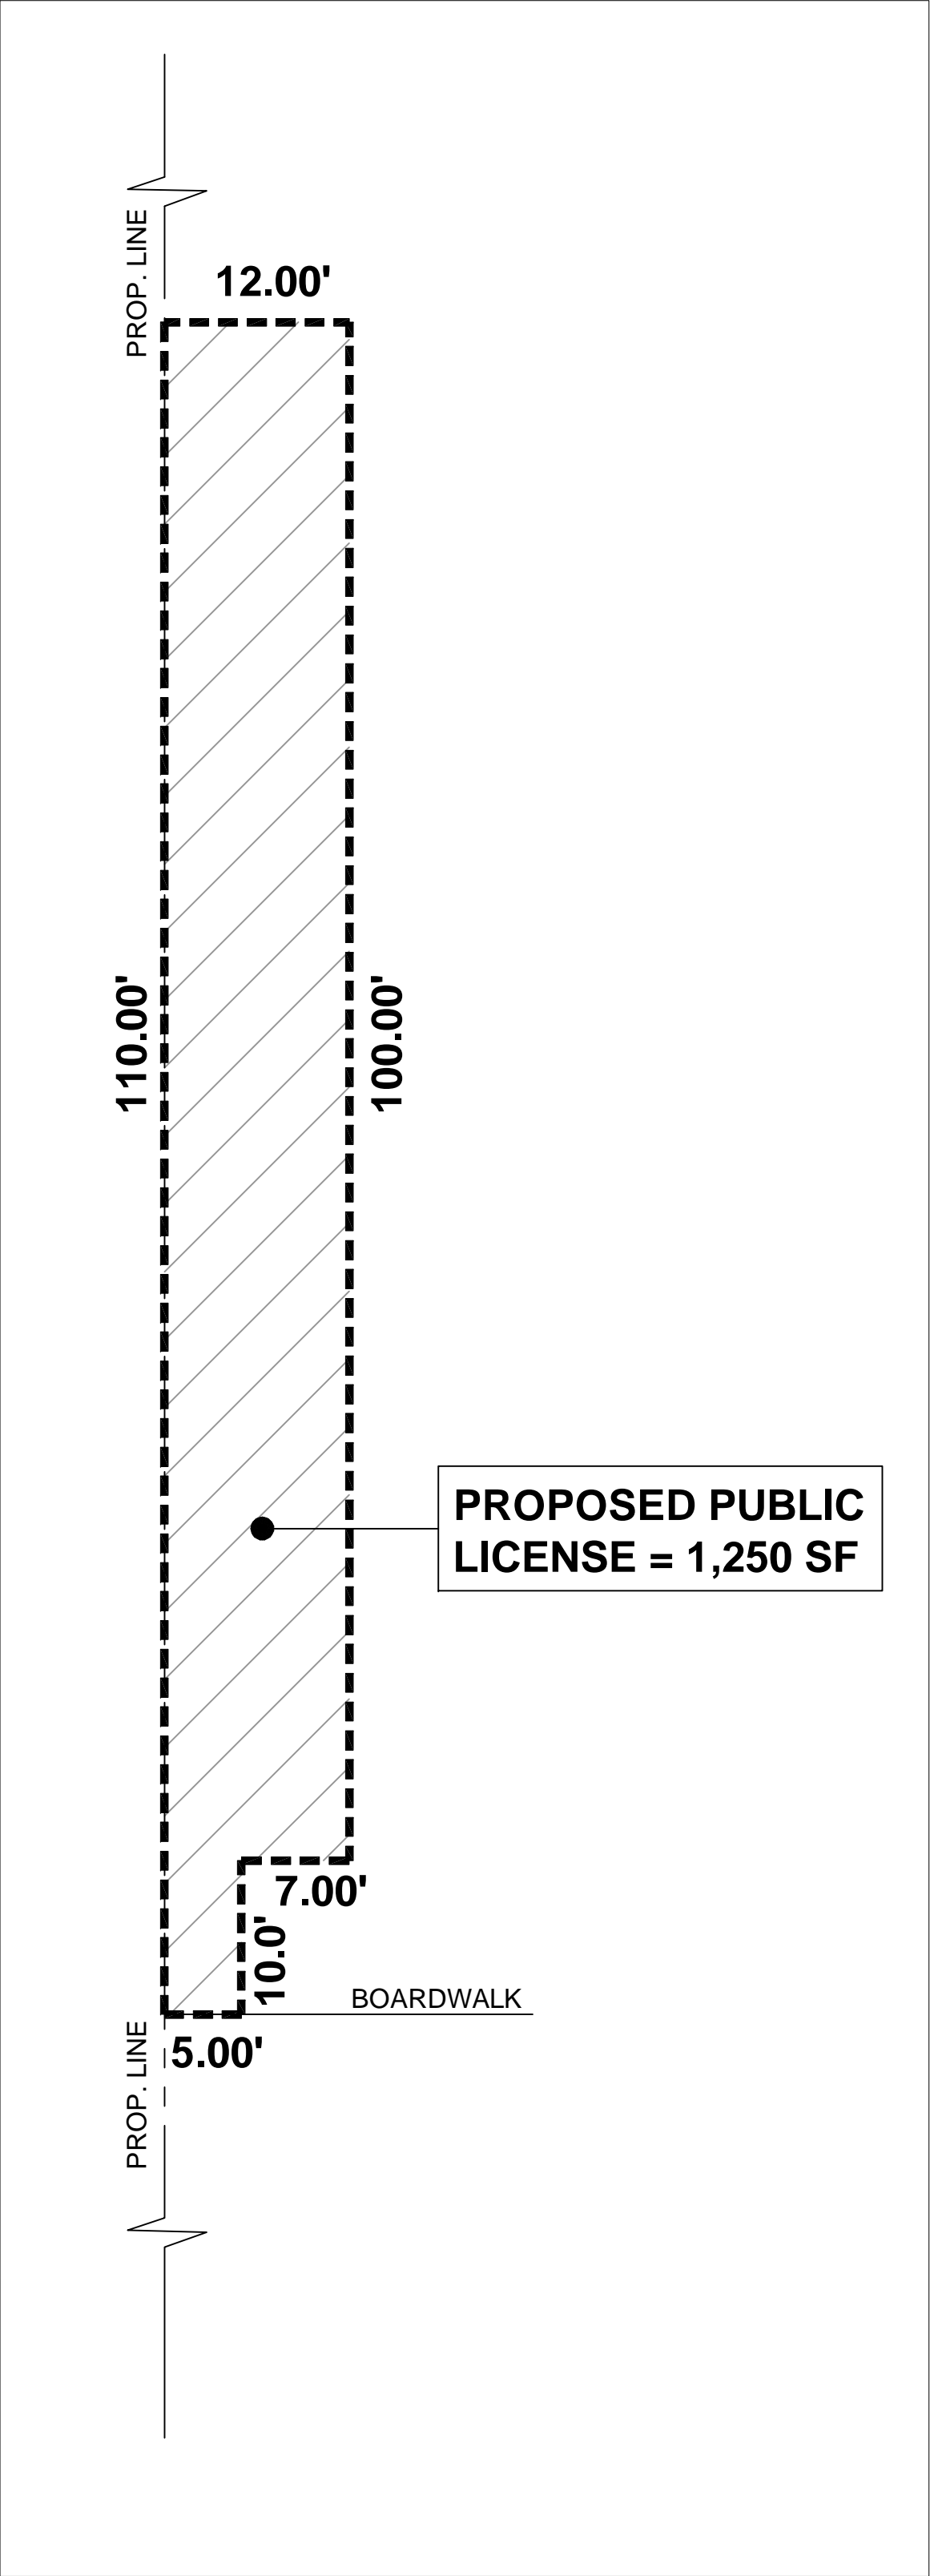 PROP. LINE
12.00'
110.00'
100.00'
PROPOSED PUBLIC
LICENSE = 1,250 SF
7.00'
10.0'
BOARDWALK
5.00'
PROP. LINE